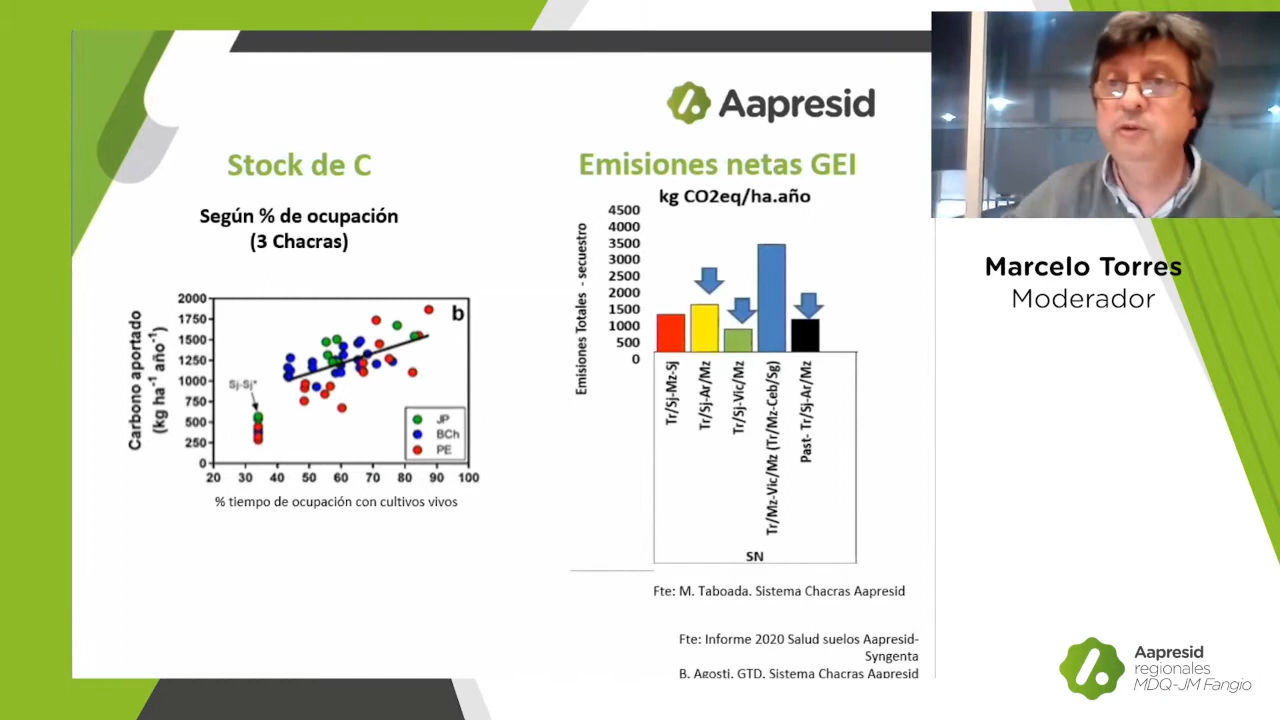 Aapresid
Stock de C
Según % de ocupación
(3 Chacras)
Carbono aportado
(kg ha⁻¹ año⁻¹)
2000
1750
1500
1250
1000
750
500
250
0
b
Sj-Sj*
JP
BCh
PE
20 30 40 50 60 70 80 90 100
% tiempo de ocupación con cultivos vivos
Emisiones netas GEI
kg CO2eq/ha.año
Emisiones Totales - secuestro
4500
4000
3500
3000
2500
2000
1500
1000
500
0
Tr/Sj-Mz-Sj
Tr/Sj-Ar/Mz
Tr/Sj-Vic/Mz
Tr/Mz-Vic/Mz (Tr/Mz-Ceb/Sg)
Past- Tr/Sj-Ar/Mz
SN
Fte: M. Taboada. Sistema Chacras Aapresid
Fte: Informe 2020 Salud suelos Aapresid-
Syngenta
B. Agosti. GTD. Sistema Chacras Aapresid
Marcelo Torres
Moderador
Aapresid
regionales
MDQ-JM Fangio